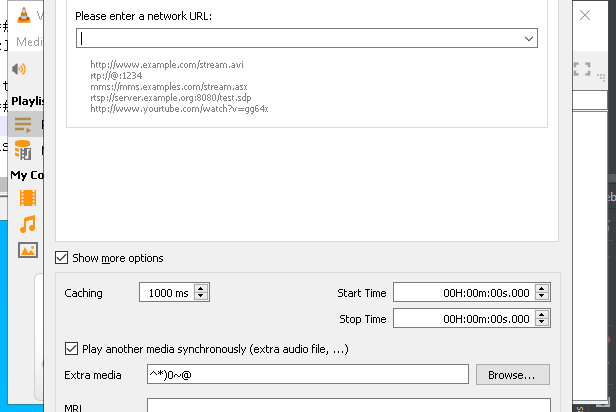 Medi
Please enter a network URL:
http://www.example.com/stream.avi
rtp://@:1234
mms://mms.examples.com/stream.asx
rtsp://server.example.org:8080/test.sdp
http://www.yourtube.com/watch?v=gg64x
Playlis
My Co
Show more options
Caching
1000 ms
Start Time
00H:00m:00s.000
Stop Time
00H:00m:00s.000
Play another media synchronously (extra audio file, ...)
Extra media
^*)0~@
Browse...
MRL